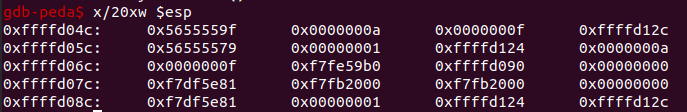 gdb-peda$ x/20xw $esp
0xffffd04c: 0x5655559f 0x0000000a 0x0000000f 0xffffd12c
0xffffd05c: 0x56555579 0x00000001 0xffffd124 0x0000000a
0xffffd06c: 0x0000000f 0xf7fe59b0 0xffffd090 0x00000000
0xffffd07c: 0xf7df5e81 0xf7fb2000 0xf7fb2000 0x00000000
0xffffd08c: 0xf7df5e81 0x00000001 0xffffd124 0xffffd12c